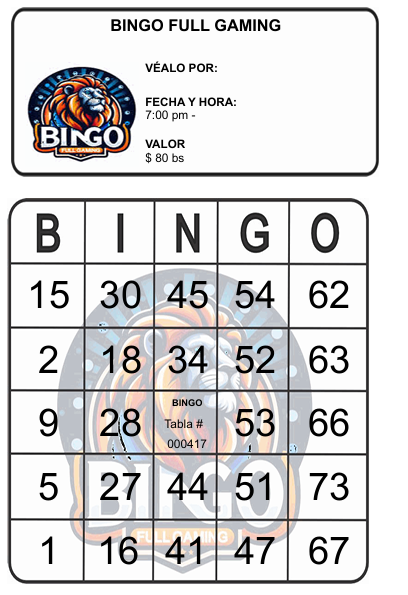 BINGO FULL GAMING
VÉALO POR:
FECHA Y HORA:
7:00 pm -
VALOR
$ 80 bs
BINGO
FULL GAMING
B I N G O
15 30 45 54 62
2 18 34 52 63
9 28 BINGO 53 66
Tabla #
000417
5 27 44 51 73
1 16 41 47 67
BINGO
FULL GAMING